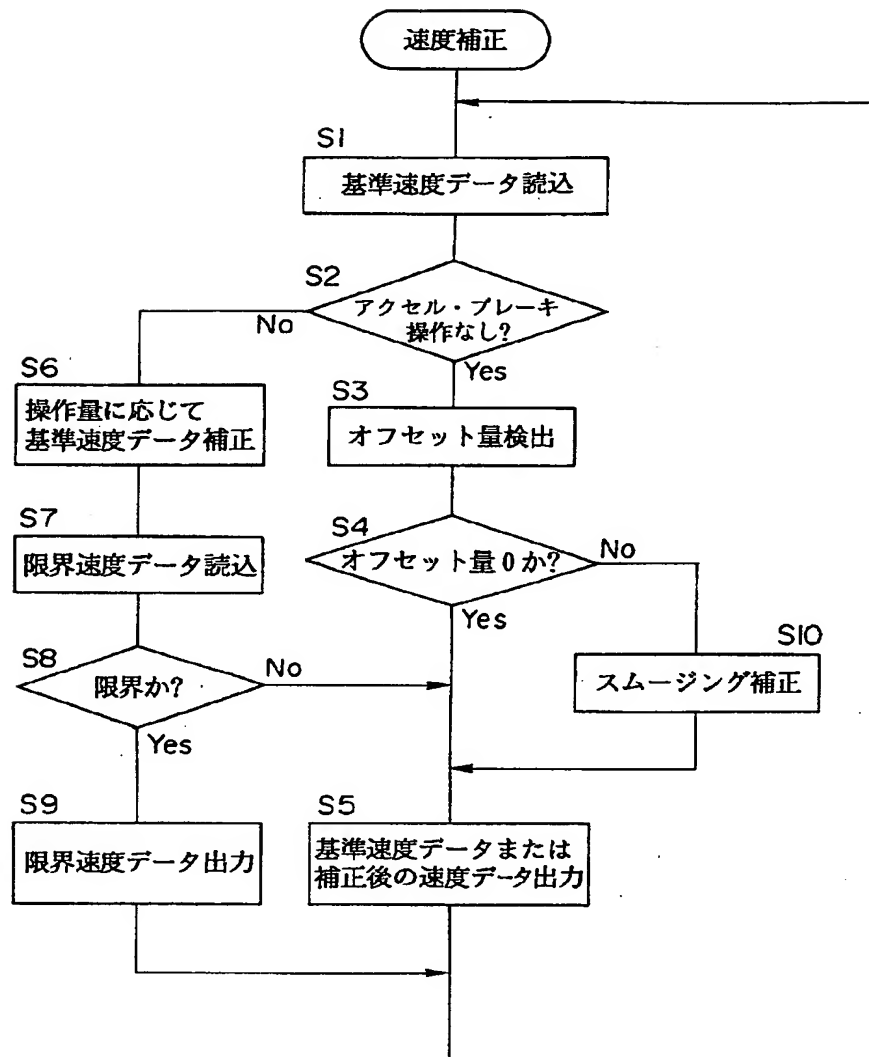 速度補正
S1
基準速度データ読込
S2
アクセル・ブレーキ
操作なし?
No
Yes
S6
操作量に応じて
基準速度データ補正
S3
オフセット量検出
S7
限界速度データ読込
S4
オフセット量0か?
No
Yes
S8
限界か?
No
Yes
S10
スムージング補正
S9
限界速度データ出力
S5
基準速度データまたは
補正後の速度データ出力